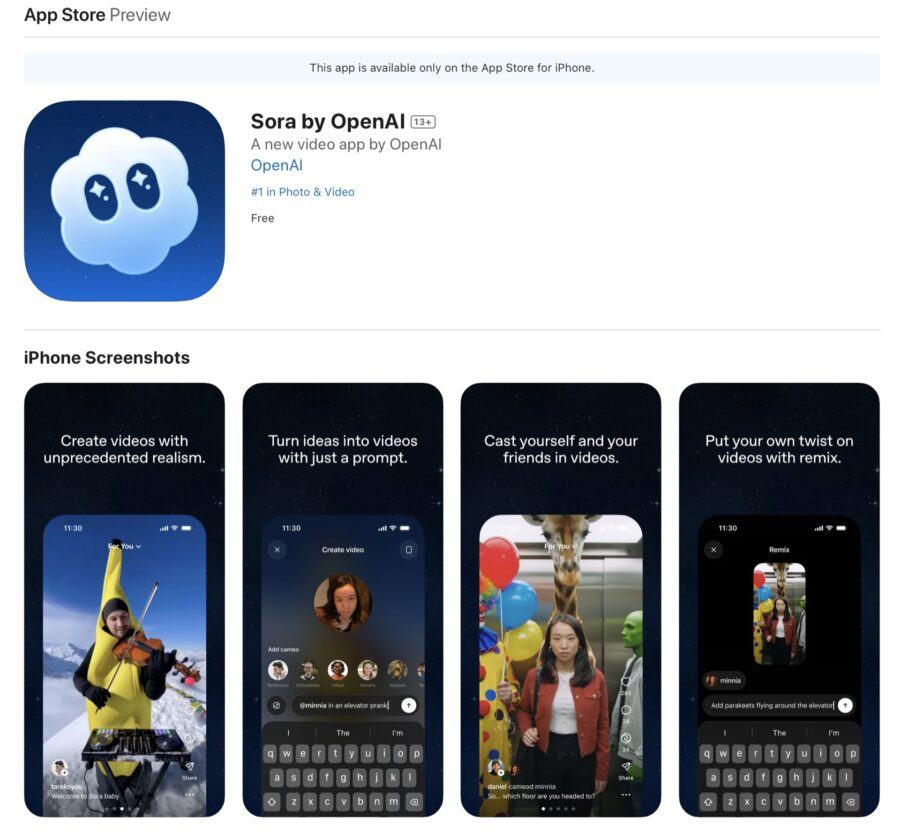 App Store Preview
This app is available only on the App Store for iPhone.
Sora by OpenAI 13+
A new video app by OpenAI
OpenAI
#1 in Photo & Video
Free
iPhone Screenshots
Create videos with
unprecedented realism.
11:30
For You
Share
tarekoyou
Welcome to Sora baby
Turn ideas into videos
with just a prompt.
11:30
Create video
Add cameo
tarekoyou
@minnia in an elevator prank
I The I'm
q w e r t y u i o p
a s d f g h j k l
z x c v b n m
Cast yourself and your
friends in videos.
For You
24
24
Share
daniel cameod minnia
So... which floor are you headed to?
Put your own twist on
videos with remix.
11:30
Remix
minnia
Add parakeets flying around the elevator
I The I'm
q w e r t y u i o p
a s d f g h j k l
z x c v b n m